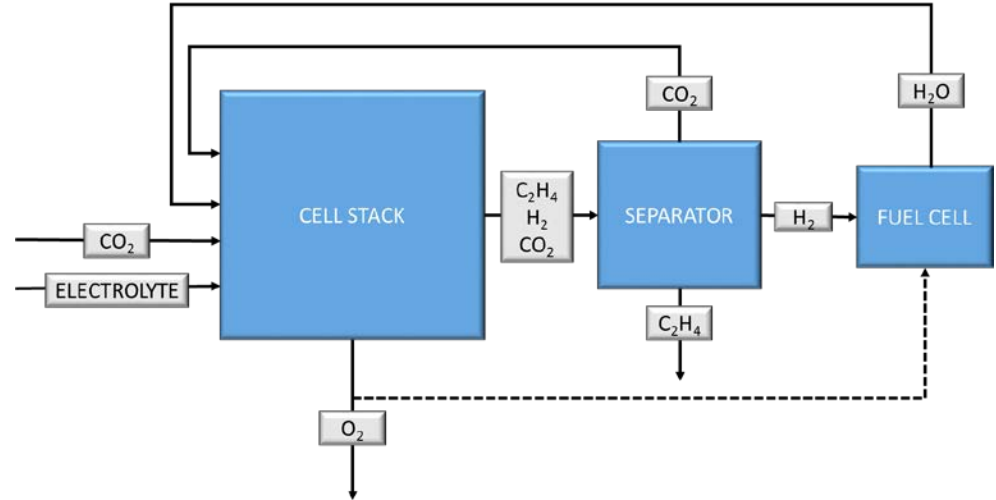 CO₂
H₂O
C₂H₄
H₂
CO₂
CELL STACK
SEPARATOR
H₂
FUEL CELL
CO₂
ELECTROLYTE
C₂H₄
O₂